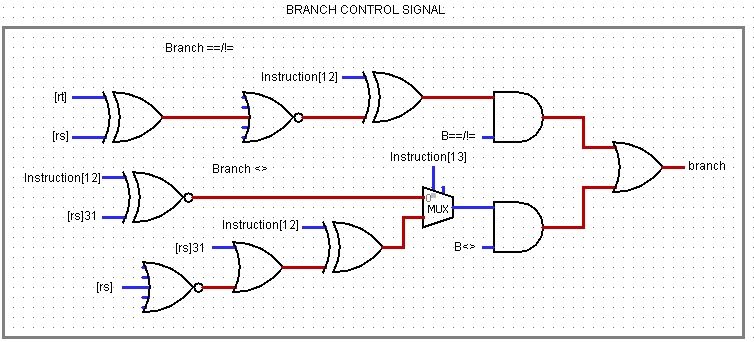 BRANCH CONTROL SIGNAL
Branch ==/!=
Instruction[12]
[rt]
[rs]
B==/!=
Instruction[13]
branch
Branch <>
Instruction[12]
[rs]31
0
MUX
Instruction[12]
[rs]31
B<>
[rs]